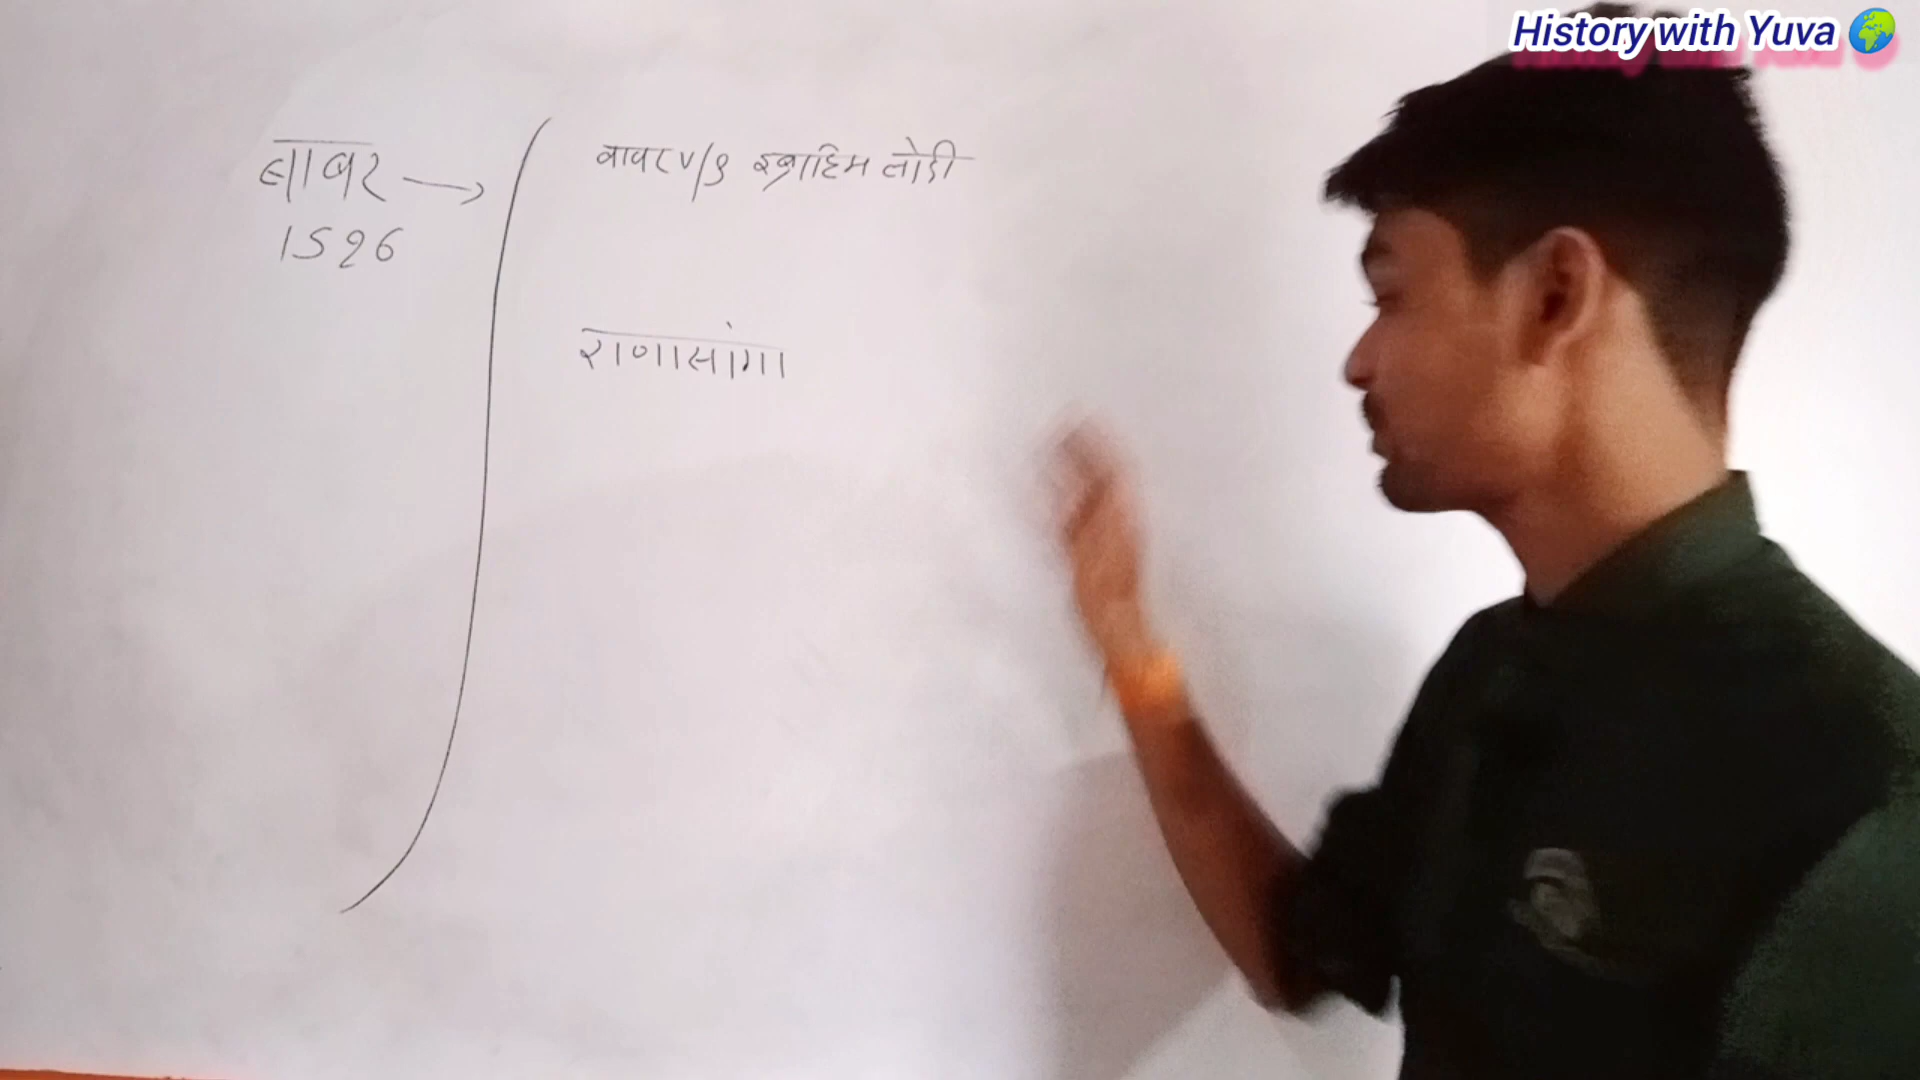 History with Yuva
बाबर →
1526
बाबर v/s इब्राहिम लोदी
राणासांगा